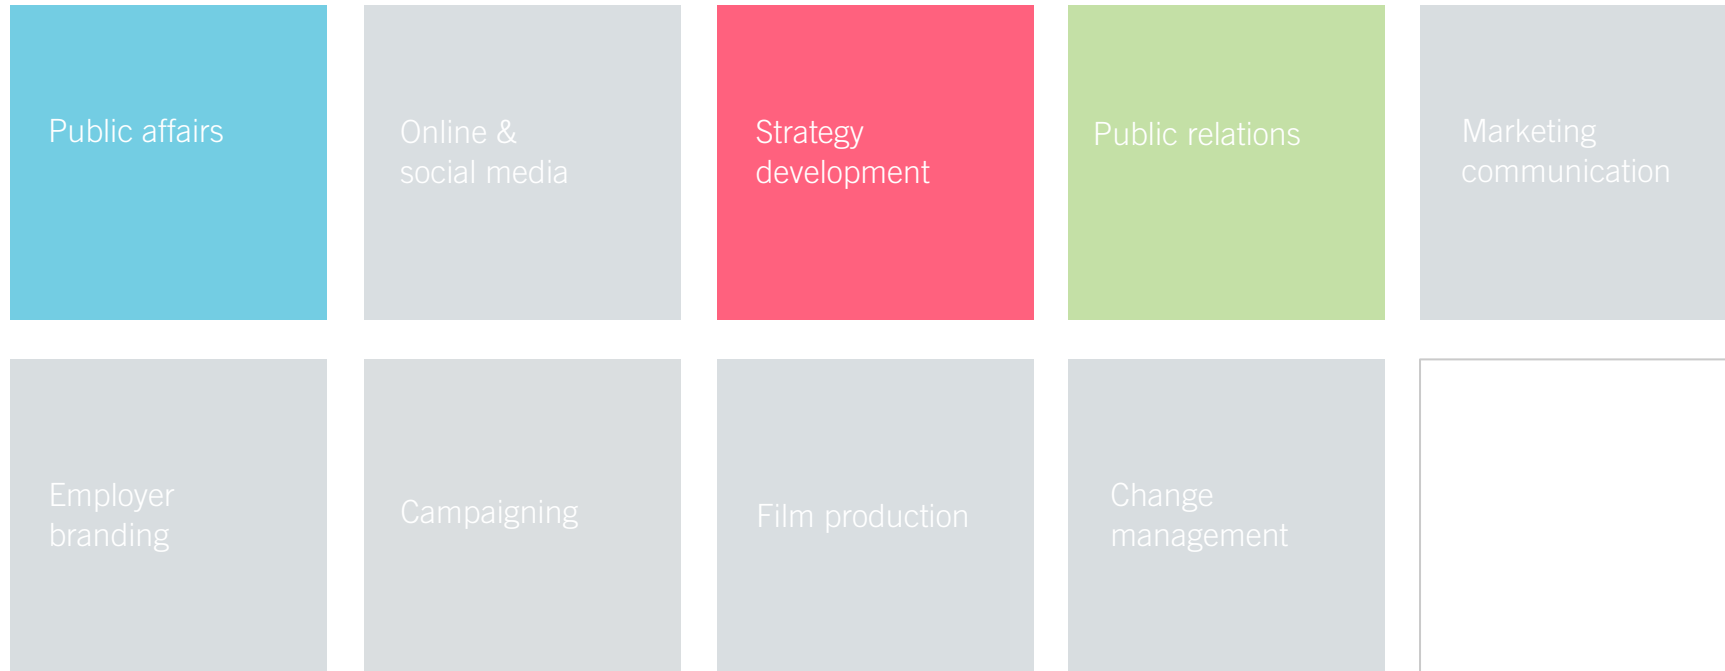 Public affairs
Online &
social media
Strategy
development
Public relations
Marketing
communication
Employer
branding
Campaigning
Film production
Change
management